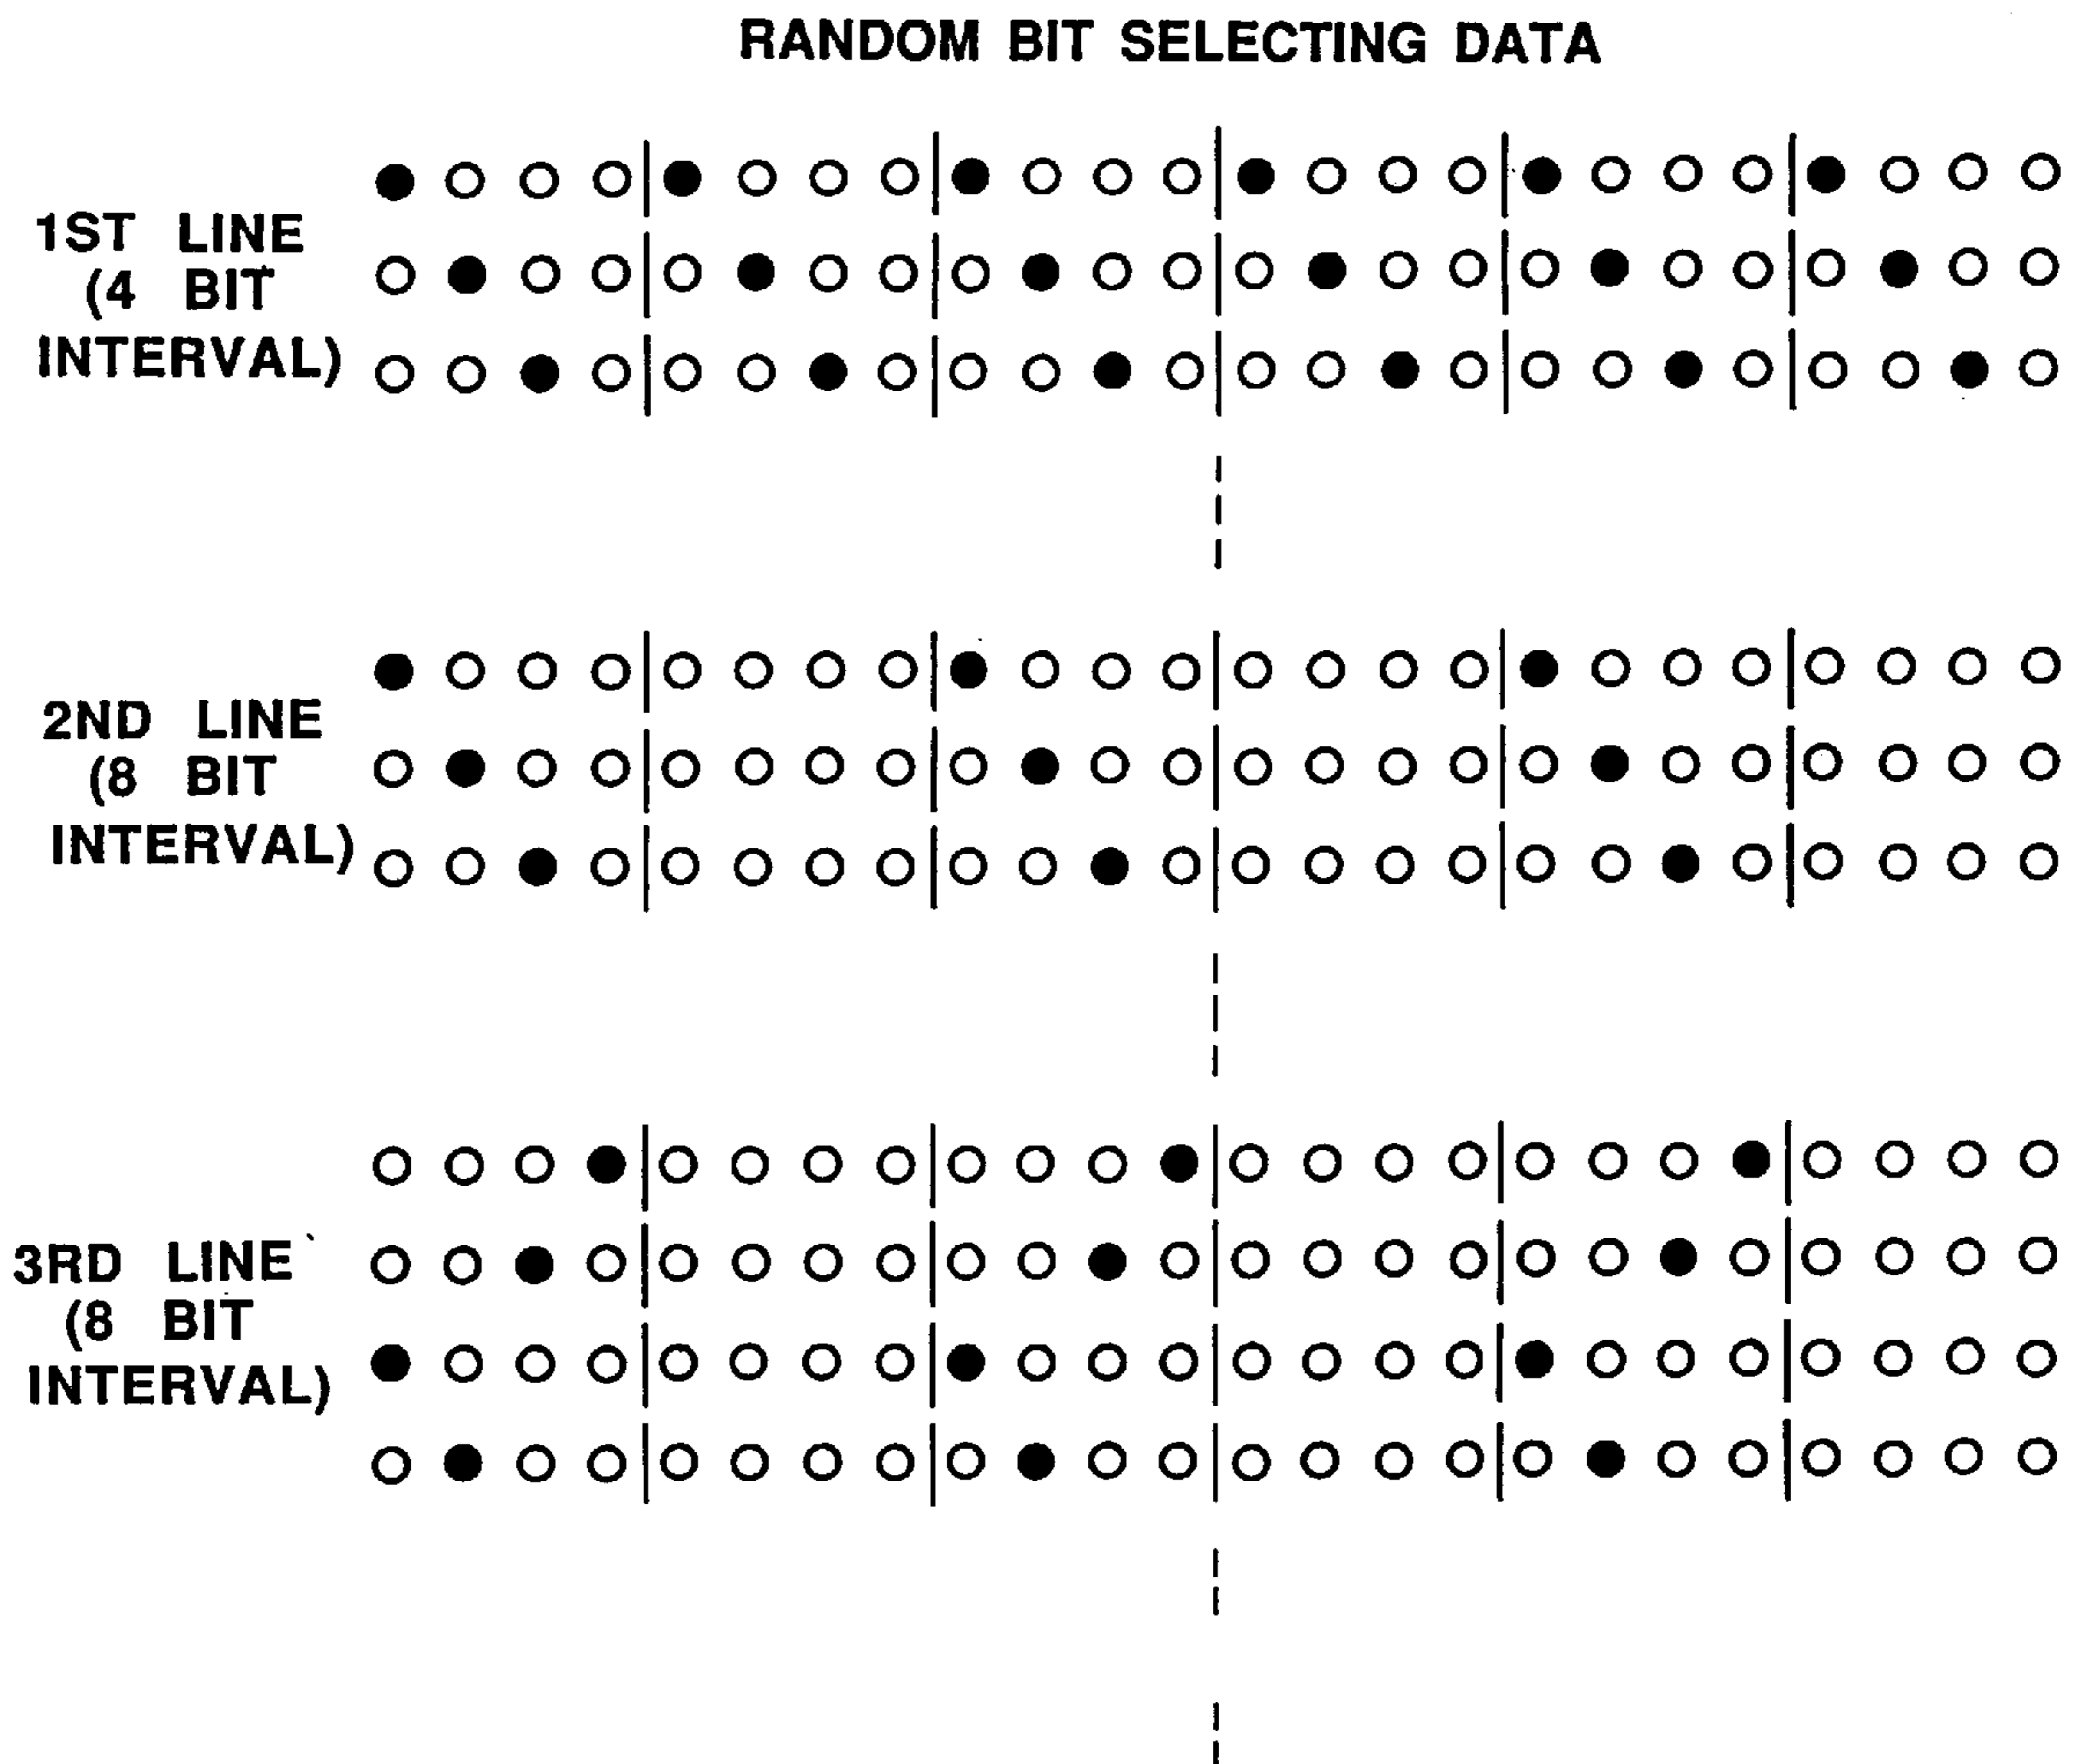 RANDOM BIT SELECTING DATA
1ST LINE
(4 BIT
INTERVAL)
2ND LINE
(8 BIT
INTERVAL)
3RD LINE
(8 BIT
INTERVAL)